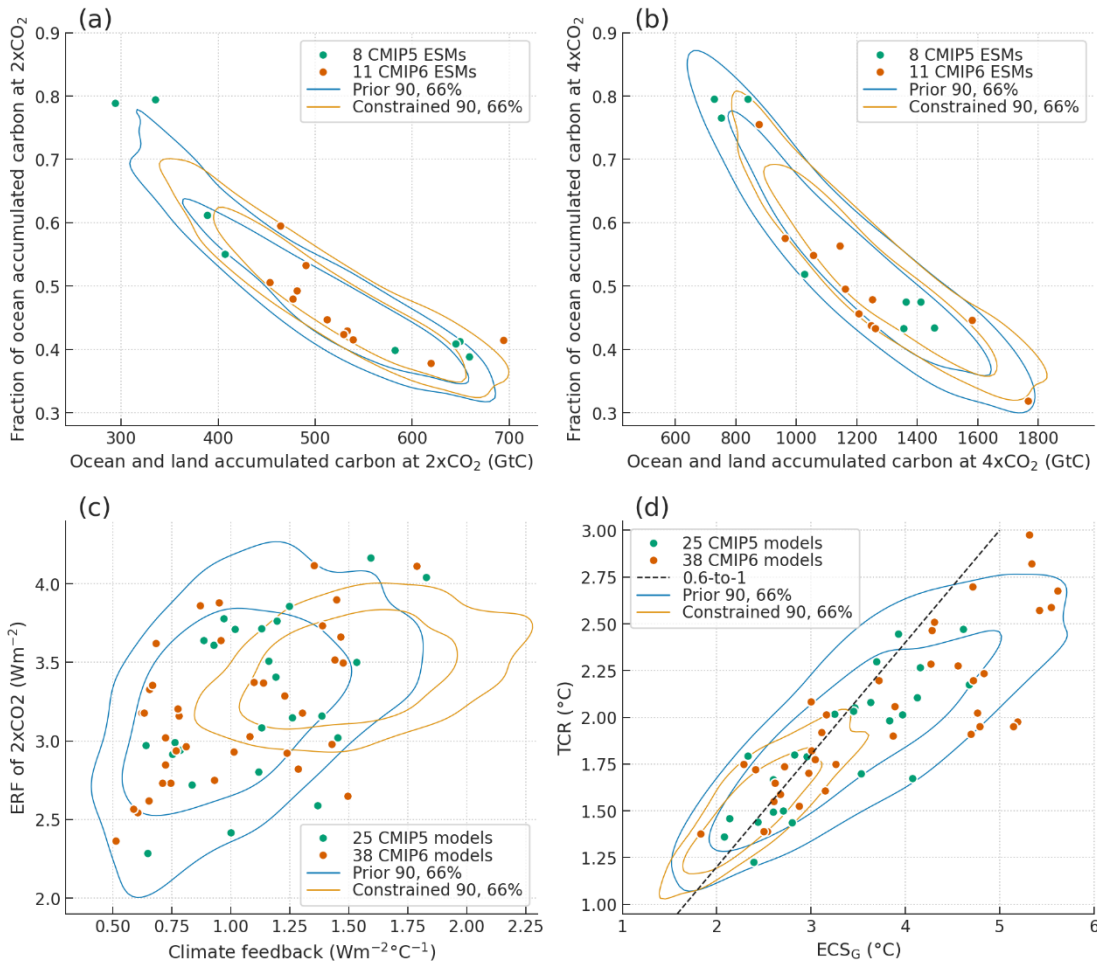 (a)
0.9
0.8
0.7
0.6
0.5
0.4
0.3
Fraction of ocean accumulated carbon at 2xCO₂
8 CMIP5 ESMs
11 CMIP6 ESMs
Prior 90, 66%
Constrained 90, 66%
300 400 500 600 700
Ocean and land accumulated carbon at 2xCO₂ (GtC)
(b)
0.9
0.8
0.7
0.6
0.5
0.4
0.3
Fraction of ocean accumulated carbon at 4xCO₂
8 CMIP5 ESMs
11 CMIP6 ESMs
Prior 90, 66%
Constrained 90, 66%
600 800 1000 1200 1400 1600 1800
Ocean and land accumulated carbon at 4xCO₂ (GtC)
(c)
4.0
3.5
3.0
2.5
2.0
ERF of 2xCO2 (Wm⁻²)
25 CMIP5 models
38 CMIP6 models
Prior 90, 66%
Constrained 90, 66%
0.50 0.75 1.00 1.25 1.50 1.75 2.00 2.25
Climate feedback (Wm⁻²°C⁻¹)
(d)
3.00
2.75
2.50
2.25
2.00
1.75
1.50
1.25
1.00
TCR (°C)
25 CMIP5 models
38 CMIP6 models
0.6-to-1
Prior 90, 66%
Constrained 90, 66%
1 2 3 4 5 6
ECS_G (°C)